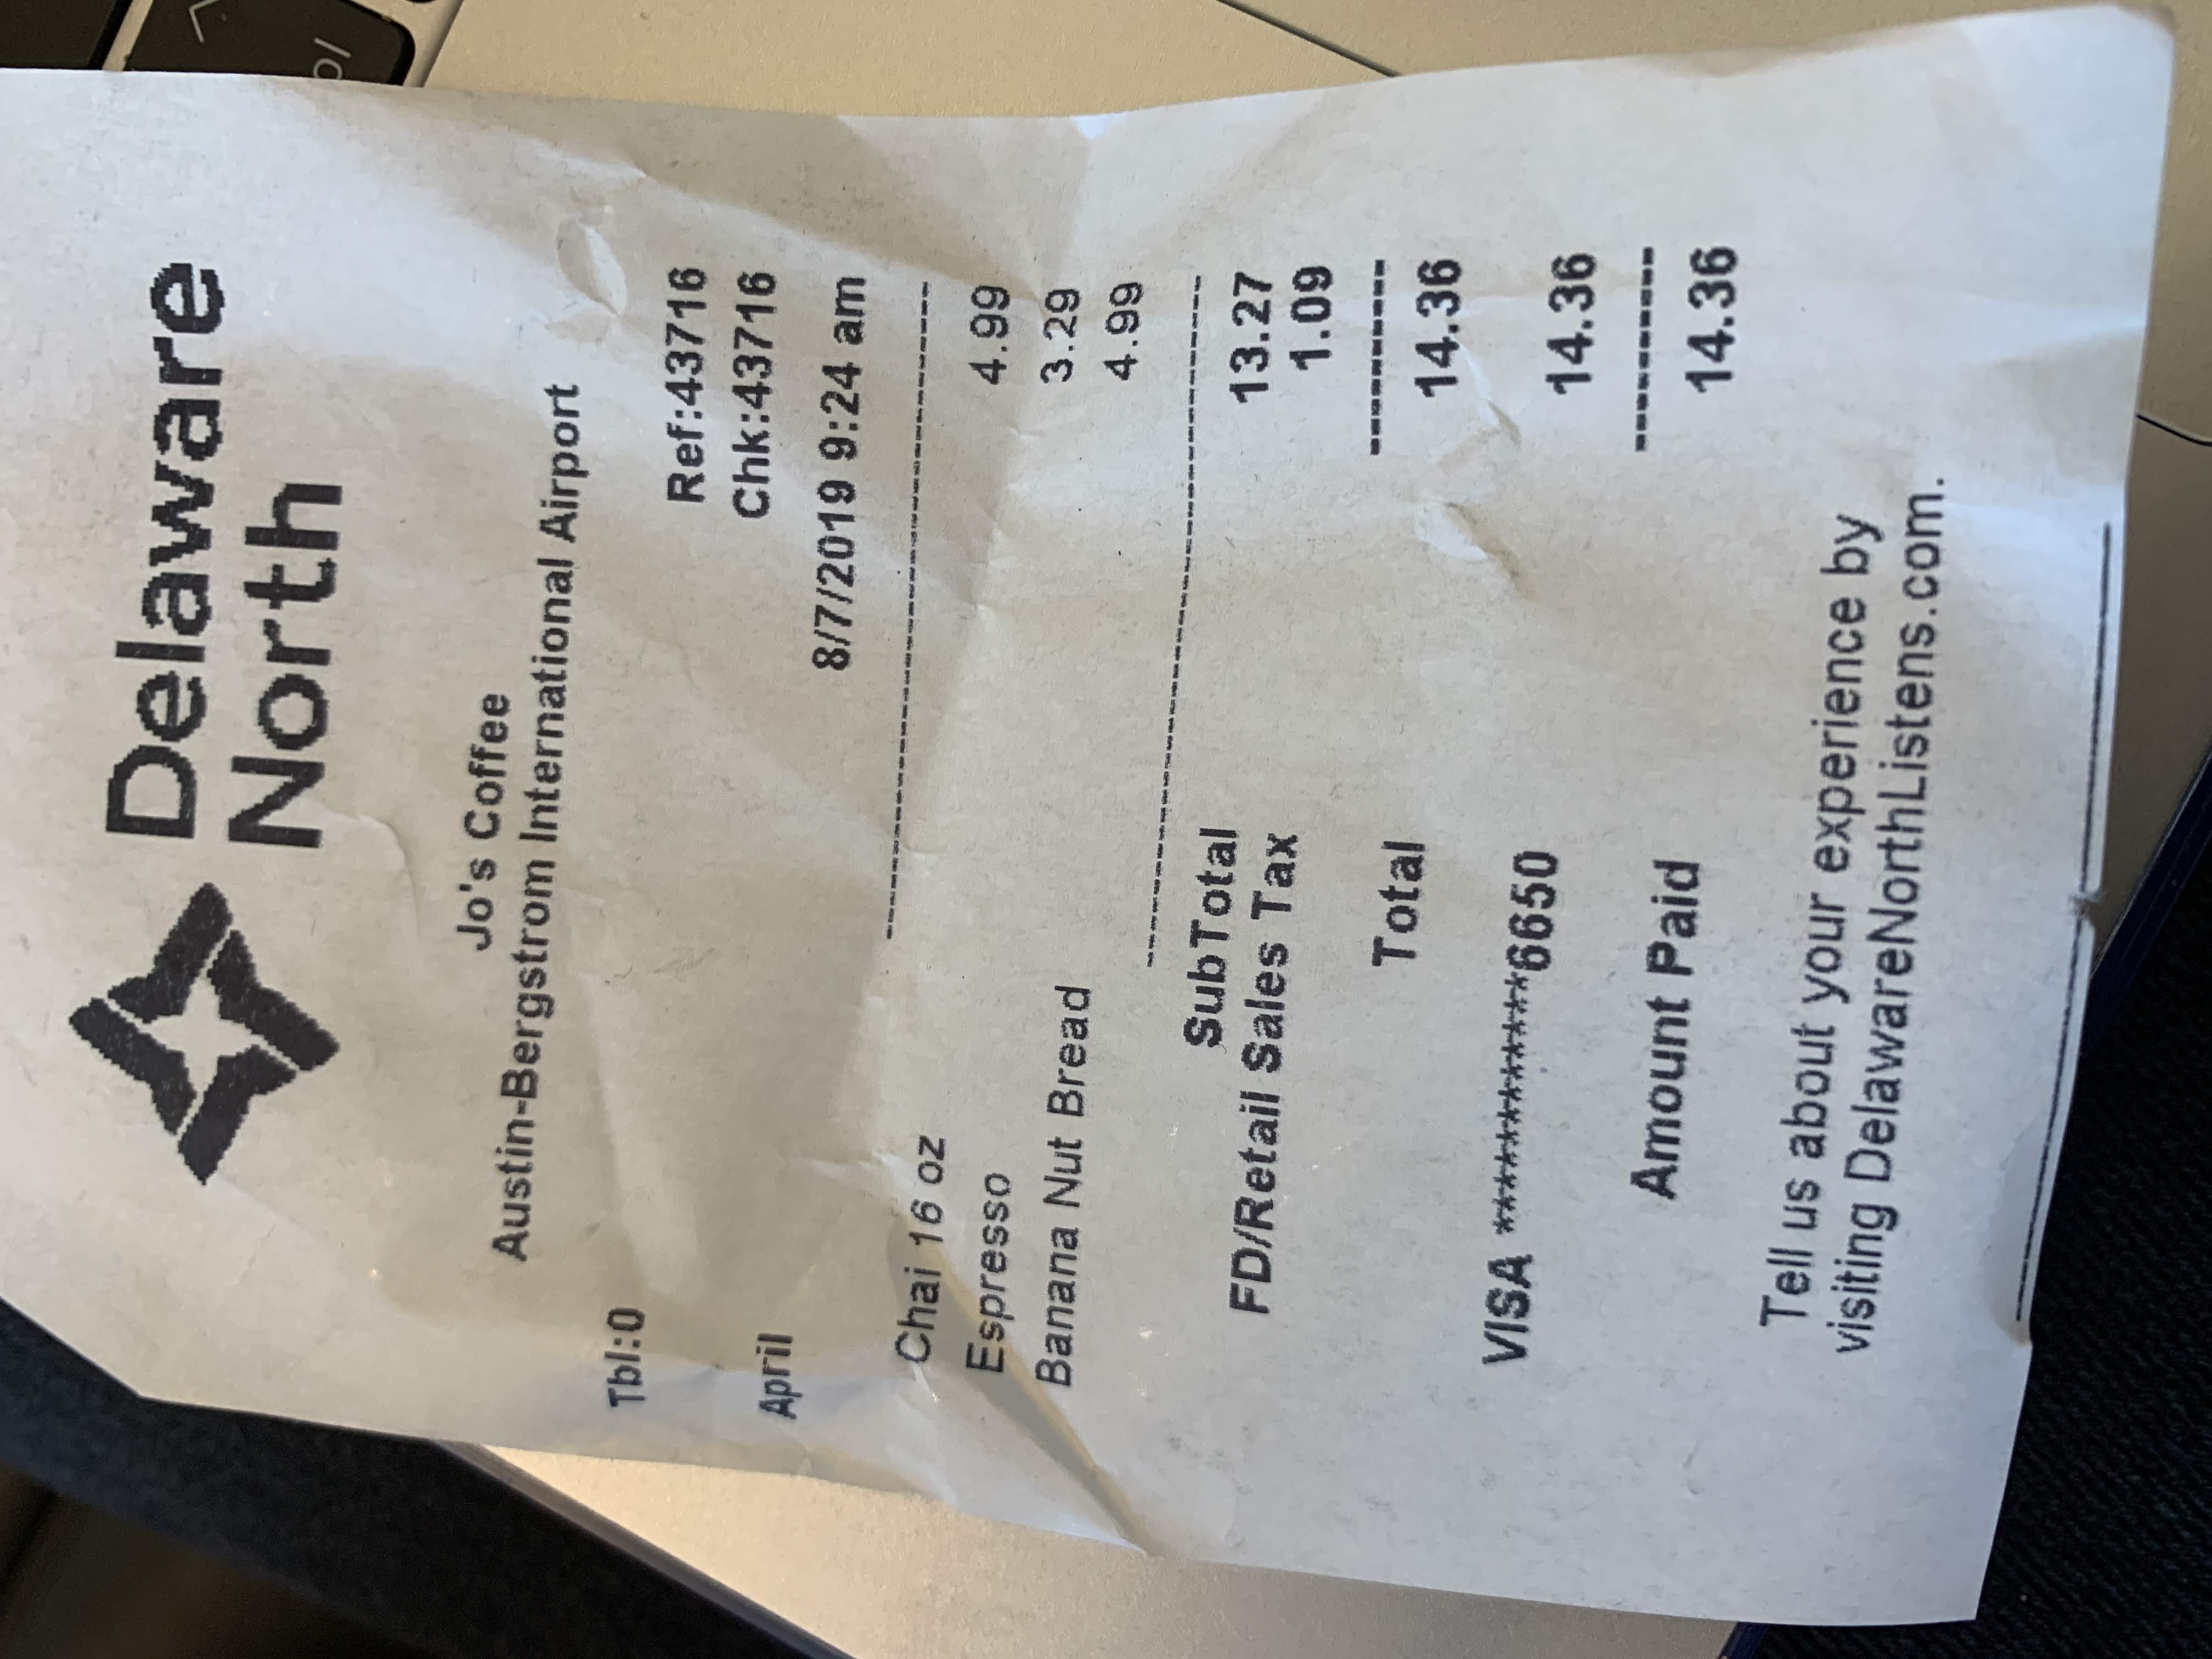 Delaware
North
Jo's Coffee
Austin-Bergstrom International Airport
Tbl:0
Ref:43716
Chk:43716
April
8/7/2019 9:24 am
Chai 16 oz 4.99
Espresso 3.29
Banana Nut Bread 4.99
SubTotal 13.27
FD/Retail Sales Tax 1.09
Total 14.36
VISA ************6650 14.36
Amount Paid 14.36
Tell us about your experience by
visiting DelawareNorthListens.com.